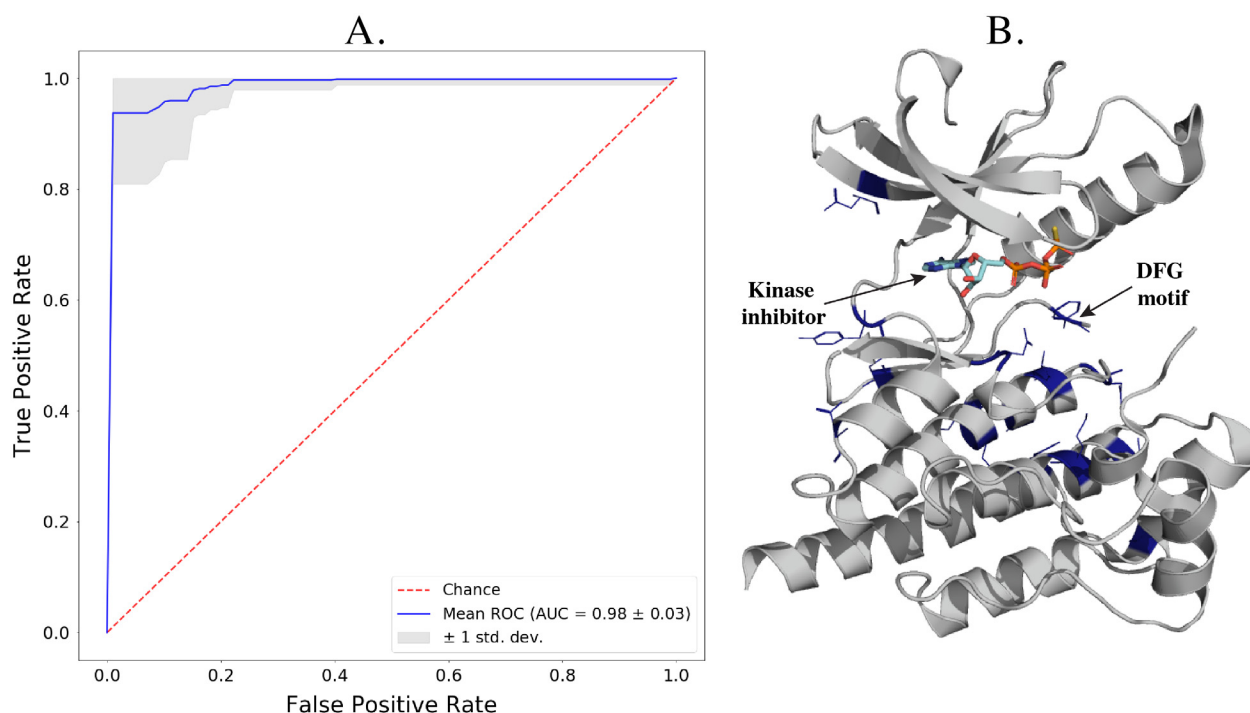 A.
1.0
0.8
0.6
0.4
0.2
0.0
True Positive Rate
0.0
0.2
0.4
0.6
0.8
1.0
False Positive Rate
Chance
Mean ROC (AUC = 0.98 ± 0.03)
± 1 std. dev.
B.
Kinase
inhibitor
DFG
motif